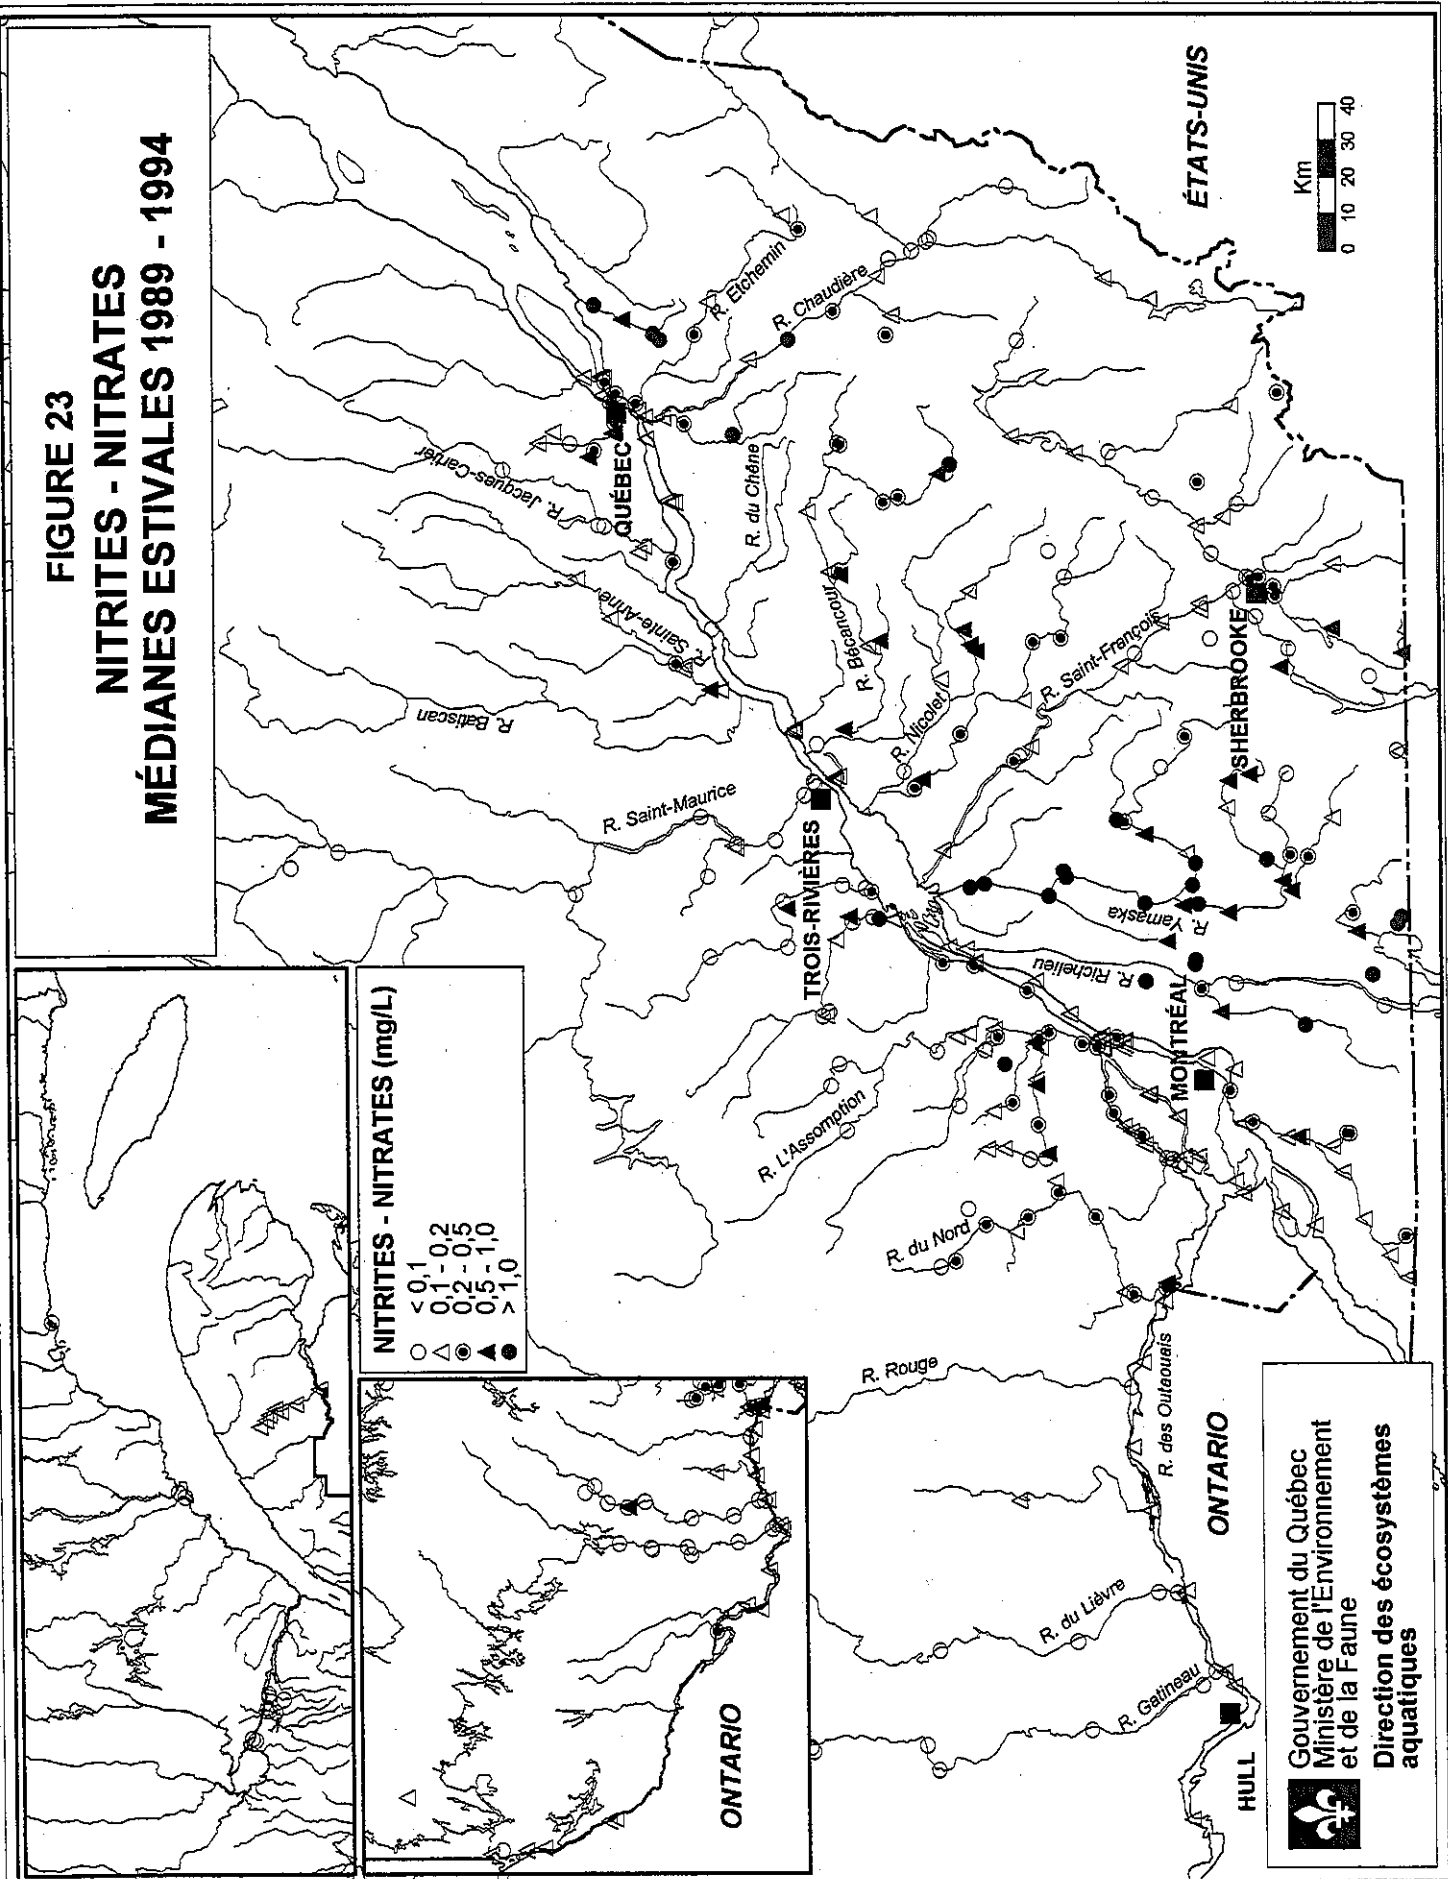 FIGURE 23
NITRITES - NITRATES
MÉDIANES ESTIVALES 1989 - 1994
NITRITES - NITRATES (mg/L)
< 0,1
0,1 - 0,2
0,2 - 0,5
0,5 - 1,0
> 1,0
R. Jacques-Cartier
QUÉBEC
R. Etchemin
R. Chaudière
R. du Chêne
R. Sainte-Anne
R. Batiscan
R. Bécancour
R. Saint-Maurice
TROIS-RIVIÈRES
R. Nicolet
R. Saint-François
SHERBROOKE
R. Yamaska
R. Richelieu
R. L'Assomption
MONTRÉAL
R. du Nord
R. Rouge
R. des Outaouais
R. du Lièvre
R. Gatineau
HULL
ONTARIO
ONTARIO
ÉTATS-UNIS
Km
0 10 20 30 40
Gouvernement du Québec
Ministère de l'Environnement
et de la Faune
Direction des écosystèmes
aquatiques